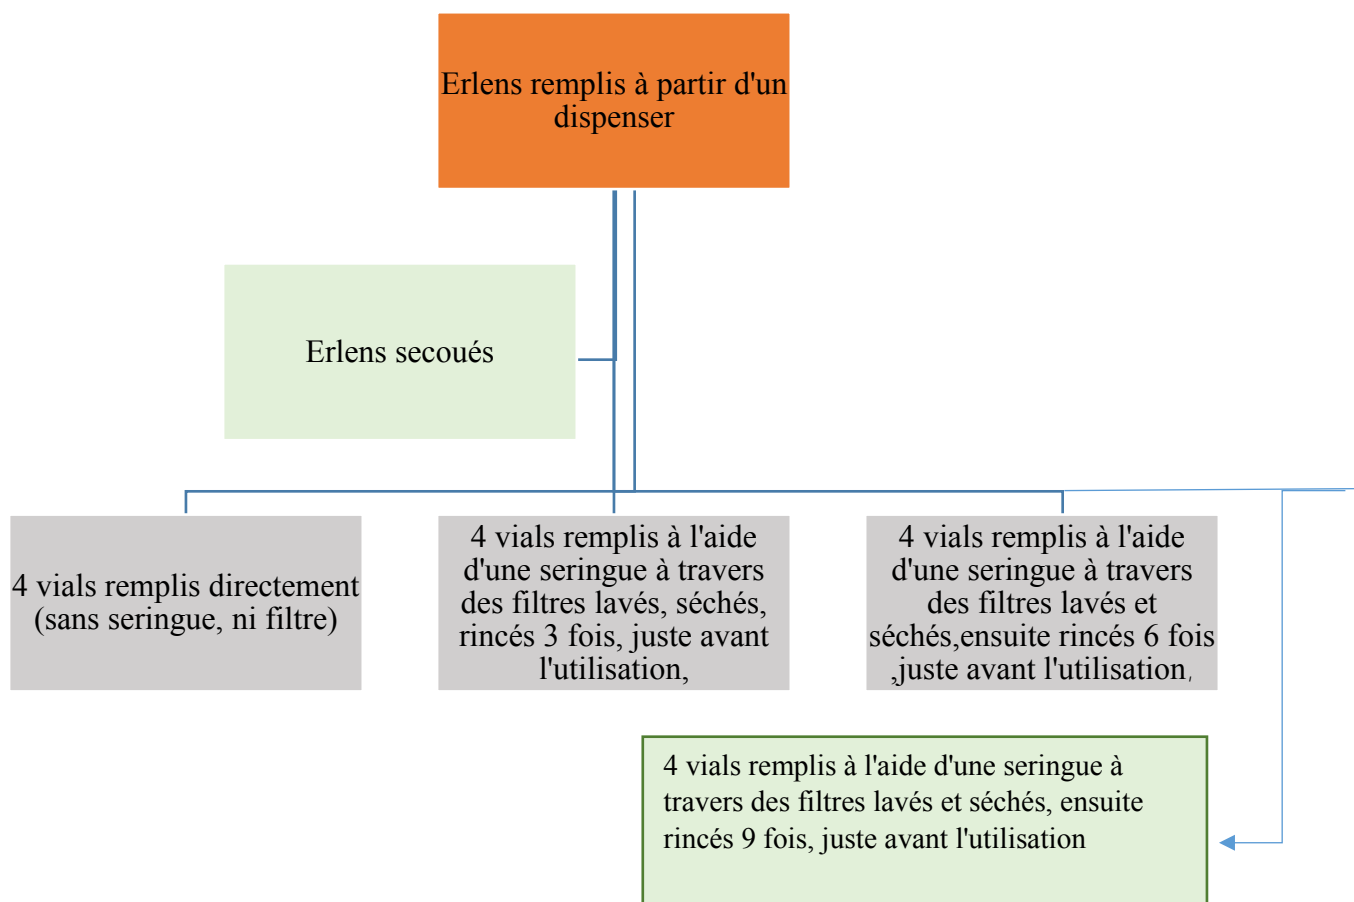 Erlens remplis à partir d'un
dispenser
Erlens secoués
4 vials remplis directement
(sans seringue, ni filtre)
4 vials remplis à l'aide
d'une seringue à travers
des filtres lavés, séchés,
rincés 3 fois, juste avant
l'utilisation,
4 vials remplis à l'aide
d'une seringue à travers
des filtres lavés et
séchés,ensuite rincés 6 fois
,juste avant l'utilisation,
4 vials remplis à l'aide d'une seringue à
travers des filtres lavés et séchés, ensuite
rincés 9 fois, juste avant l'utilisation